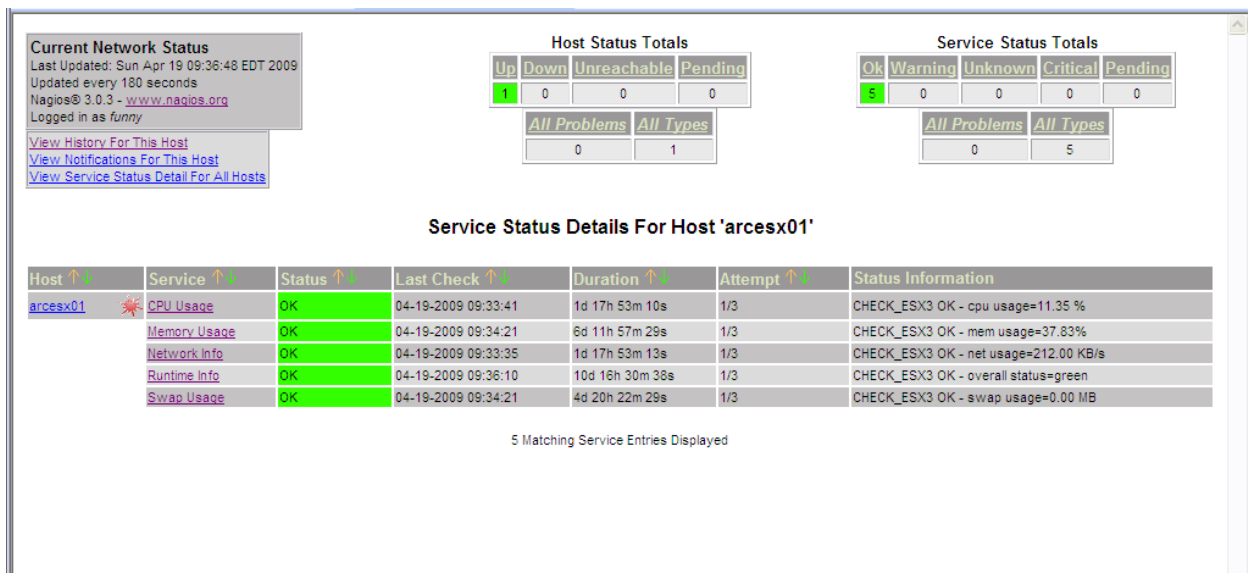 Current Network Status
Last Updated: Sun Apr 19 09:36:48 EDT 2009
Updated every 180 seconds
Nagios® 3.0.3 - www.nagios.org
Logged in as funny
View History For This Host
View Notifications For This Host
View Service Status Detail For All Hosts
Host Status Totals
Up Down Unreachable Pending
1 0 0 0
All Problems All Types
0 1
Service Status Totals
Ok Warning Unknown Critical Pending
5 0 0 0 0
All Problems All Types
0 5
Service Status Details For Host 'arcesx01'
Host Service Status Last Check Duration Attempt Status Information
arcesx01 CPU Usage OK 04-19-2009 09:33:41 1d 17h 53m 10s 1/3 CHECK_ESX3 OK - cpu usage=11.35 %
Memory Usage OK 04-19-2009 09:34:21 6d 11h 57m 29s 1/3 CHECK_ESX3 OK - mem usage=37.83%
Network Info OK 04-19-2009 09:33:35 1d 17h 53m 13s 1/3 CHECK_ESX3 OK - net usage=212.00 KB/s
Runtime Info OK 04-19-2009 09:36:10 10d 16h 30m 38s 1/3 CHECK_ESX3 OK - overall status=green
Swap Usage OK 04-19-2009 09:34:21 4d 20h 22m 29s 1/3 CHECK_ESX3 OK - swap usage=0.00 MB
5 Matching Service Entries Displayed